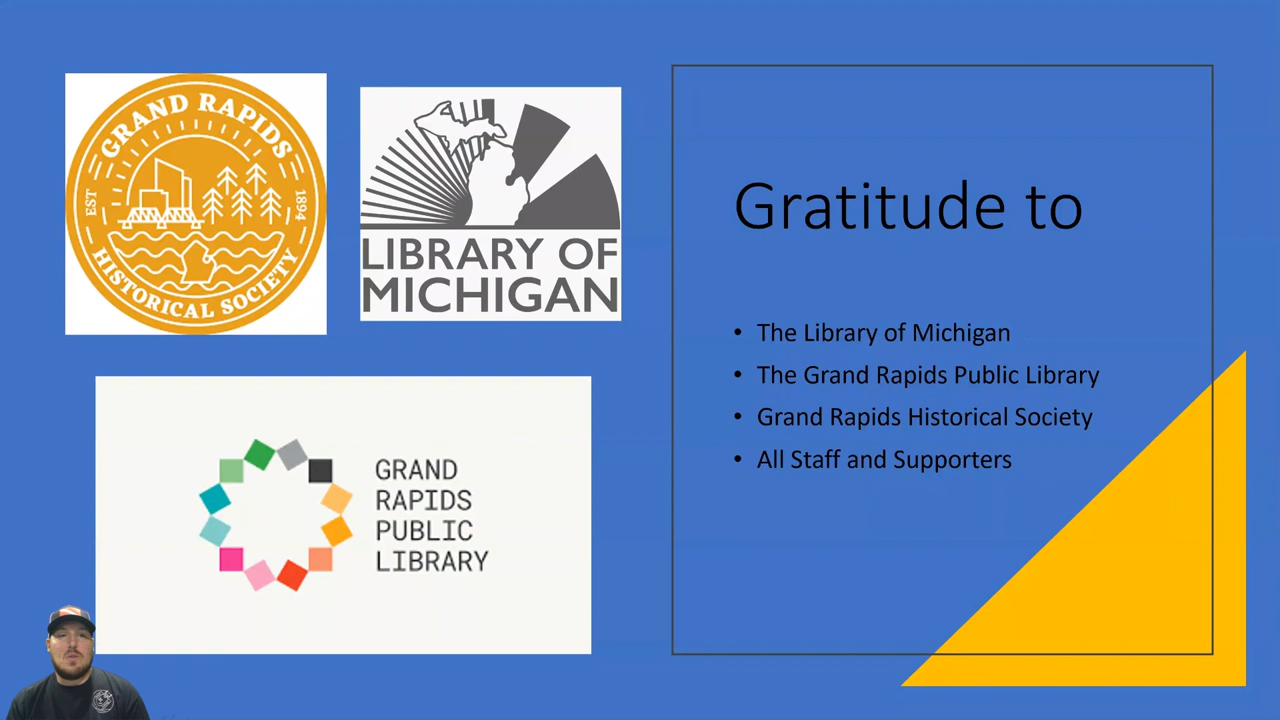 GRAND RAPIDS
EST
1894
HISTORICAL SOCIETY
LIBRARY OF
MICHIGAN
GRAND
RAPIDS
PUBLIC
LIBRARY
Gratitude to
• The Library of Michigan
• The Grand Rapids Public Library
• Grand Rapids Historical Society
• All Staff and Supporters